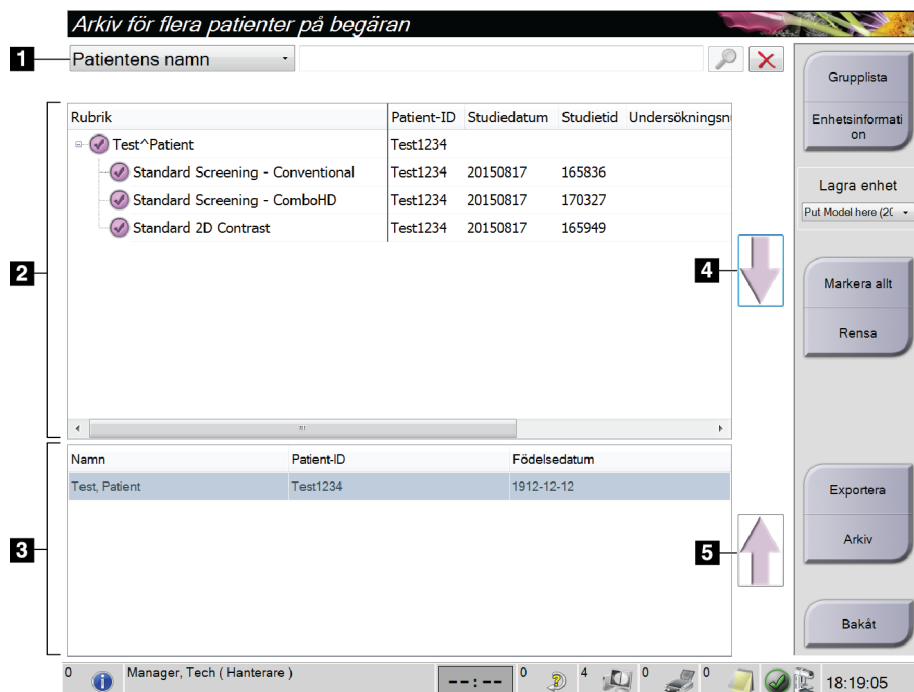 Arkiv för flera patienter på begäran
1
Patientens namn
2
Rubrik Patient-ID Studiedatum Studietid Undersökningsnu
Test^Patient Test1234
Standard Screening - Conventional Test1234 20150817 165836
Standard Screening - ComboHD Test1234 20150817 170327
Standard 2D Contrast Test1234 20150817 165949
4
3
Namn Patient-ID Födelsedatum
Test, Patient Test1234 1912-12-12
5
Grupplista
Enhetsinformati
on
Lagra enhet
Put Model here (20
Markera allt
Rensa
Exportera
Arkiv
Bakåt
0 Manager, Tech ( Hanterare ) --:-- 0 4 0 0 18:19:05